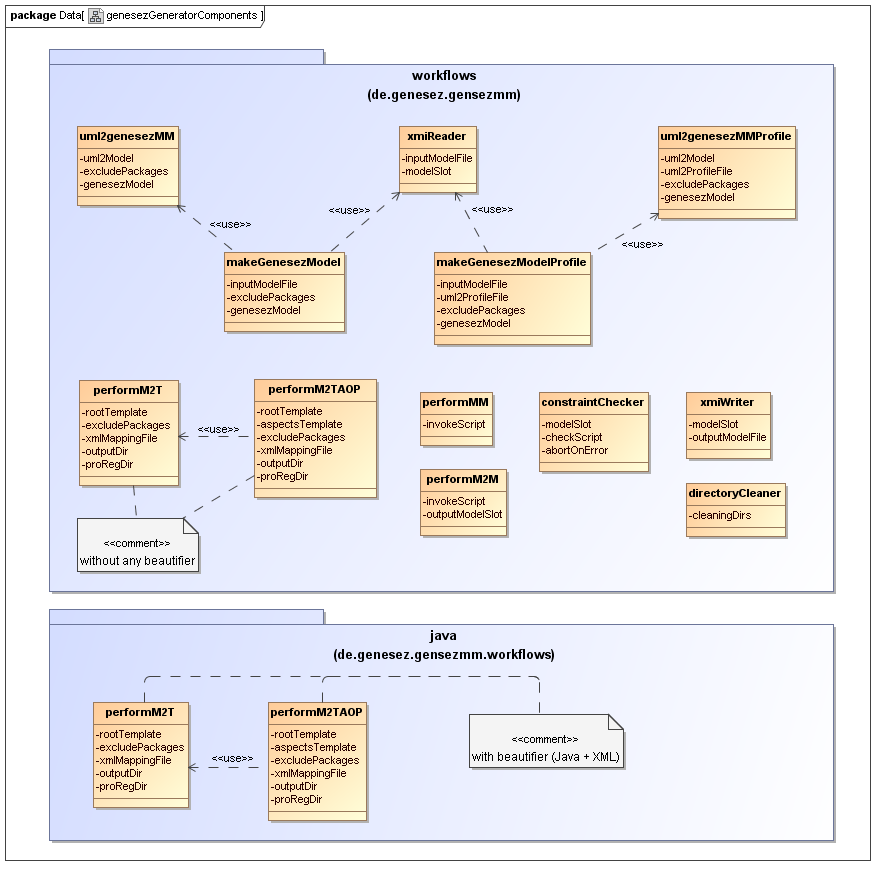 package Data[ genesezGeneratorComponents ]
workflows
(de.genesez.gensezmm)
uml2genesezMM
-uml2Model
-excludePackages
-genesezModel
xmiReader
-inputModelFile
-modelSlot
uml2genesezMMProfile
-uml2Model
-uml2ProfileFile
-excludePackages
-genesezModel
<<use>>
<<use>>
<<use>>
<<use>>
makeGenesezModel
-inputModelFile
-excludePackages
-genesezModel
makeGenesezModelProfile
-inputModelFile
-uml2ProfileFile
-excludePackages
-genesezModel
performM2T
-rootTemplate
-excludePackages
-xmlMappingFile
-outputDir
-proRegDir
<<use>>
performM2TAOP
-rootTemplate
-aspectsTemplate
-excludePackages
-xmlMappingFile
-outputDir
-proRegDir
performMM
-invokeScript
constraintChecker
-modelSlot
-checkScript
-abortOnError
xmiWriter
-modelSlot
-outputModelFile
performM2M
-invokeScript
-outputModelSlot
directoryCleaner
-cleaningDirs
<<comment>>
without any beautifier
java
(de.genesez.gensezmm.workflows)
performM2T
-rootTemplate
-excludePackages
-xmlMappingFile
-outputDir
-proRegDir
<<use>>
performM2TAOP
-rootTemplate
-aspectsTemplate
-excludePackages
-xmlMappingFile
-outputDir
-proRegDir
<<comment>>
with beautifier (Java + XML)